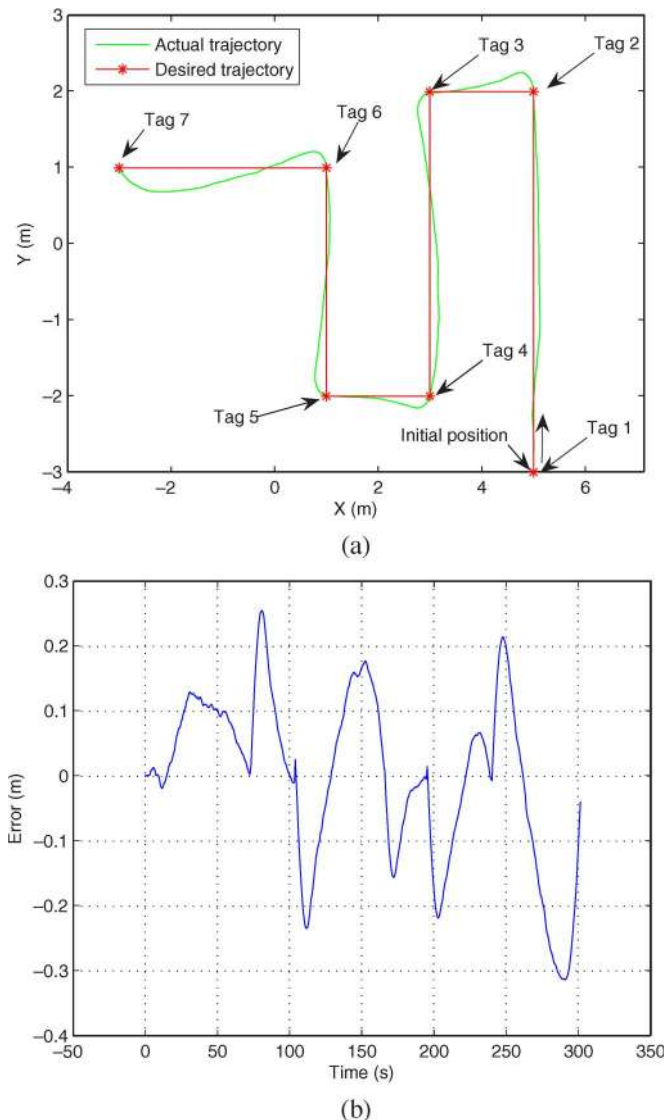 3
Actual trajectory
Desired trajectory
Tag 3
Tag 2
2
Tag 7
Tag 6
1
Y (m)
0
−1
Tag 4
−2
Tag 5
Initial position
Tag 1
−3
−4
−2
0
2
4
6
X (m)
(a)
0.3
0.2
0.1
0
Error (m)
−0.1
−0.2
−0.3
−0.4
−50
0
50
100
150
200
250
300
350
Time (s)
(b)